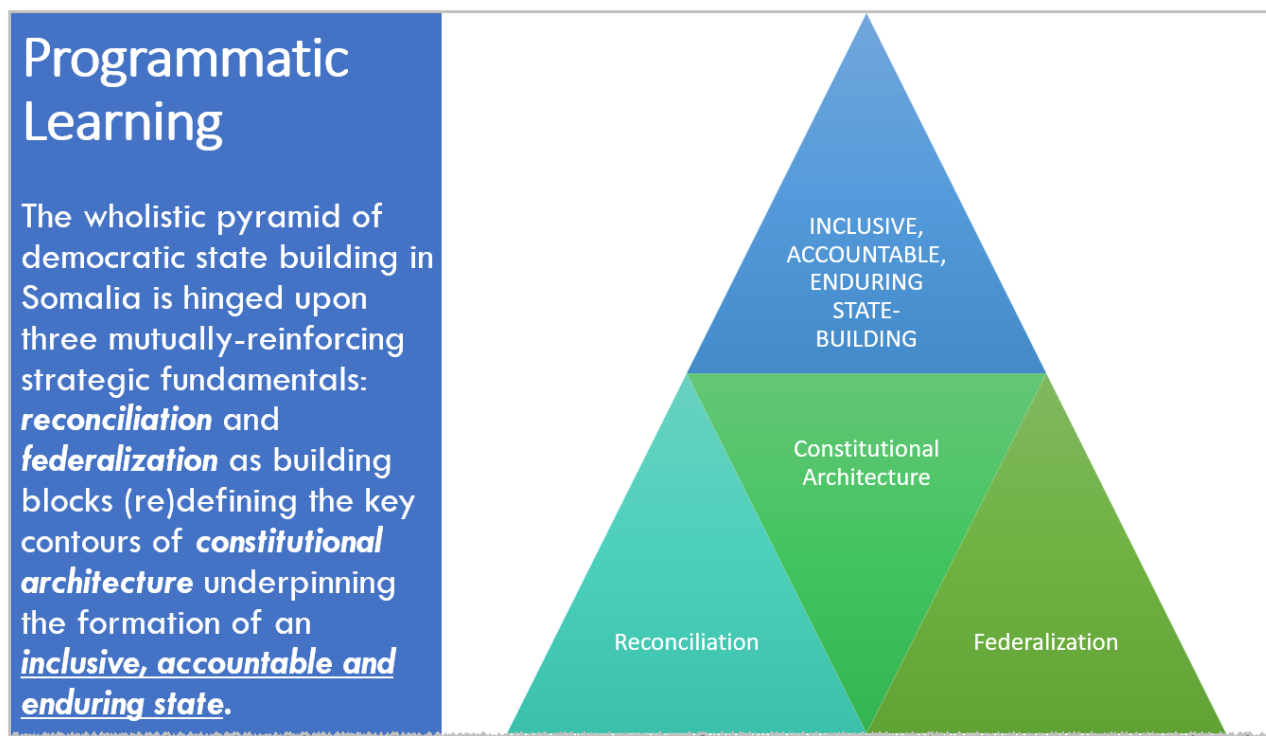 Programmatic
Learning
The wholistic pyramid of
democratic state building in
Somalia is hinged upon
three mutually-reinforcing
strategic fundamentals:
reconciliation and
federalization as building
blocks (re)defining the key
contours of constitutional
architecture underpinning
the formation of an
inclusive, accountable and
enduring state.
INCLUSIVE,
ACCOUNTABLE,
ENDURING
STATE-
BUILDING
Constitutional
Architecture
Reconciliation
Federalization